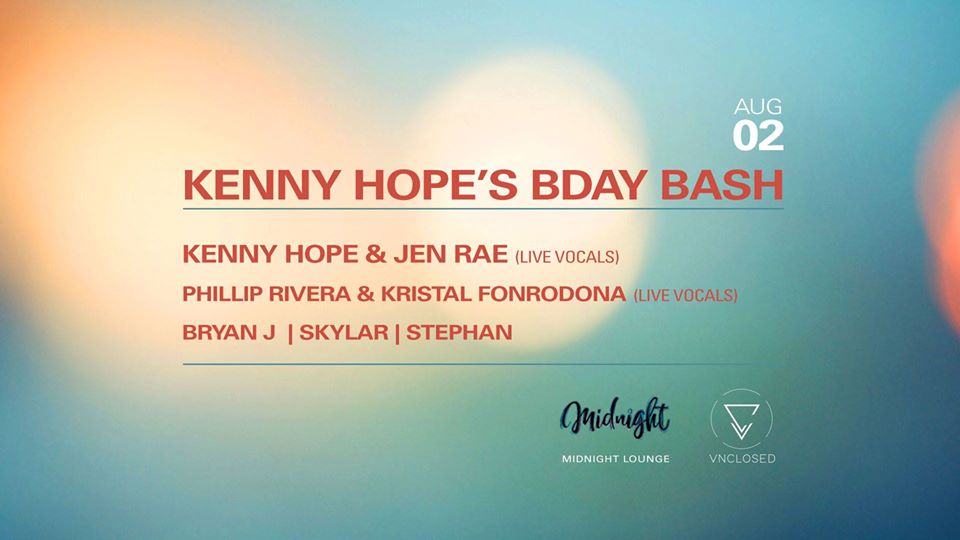 AUG
02
KENNY HOPE'S BDAY BASH
KENNY HOPE & JEN RAE (LIVE VOCALS)
PHILLIP RIVERA & KRISTAL FONRODONA (LIVE VOCALS)
BRYAN J | SKYLAR | STEPHAN
Midnight
MIDNIGHT LOUNGE
VNCLOSED